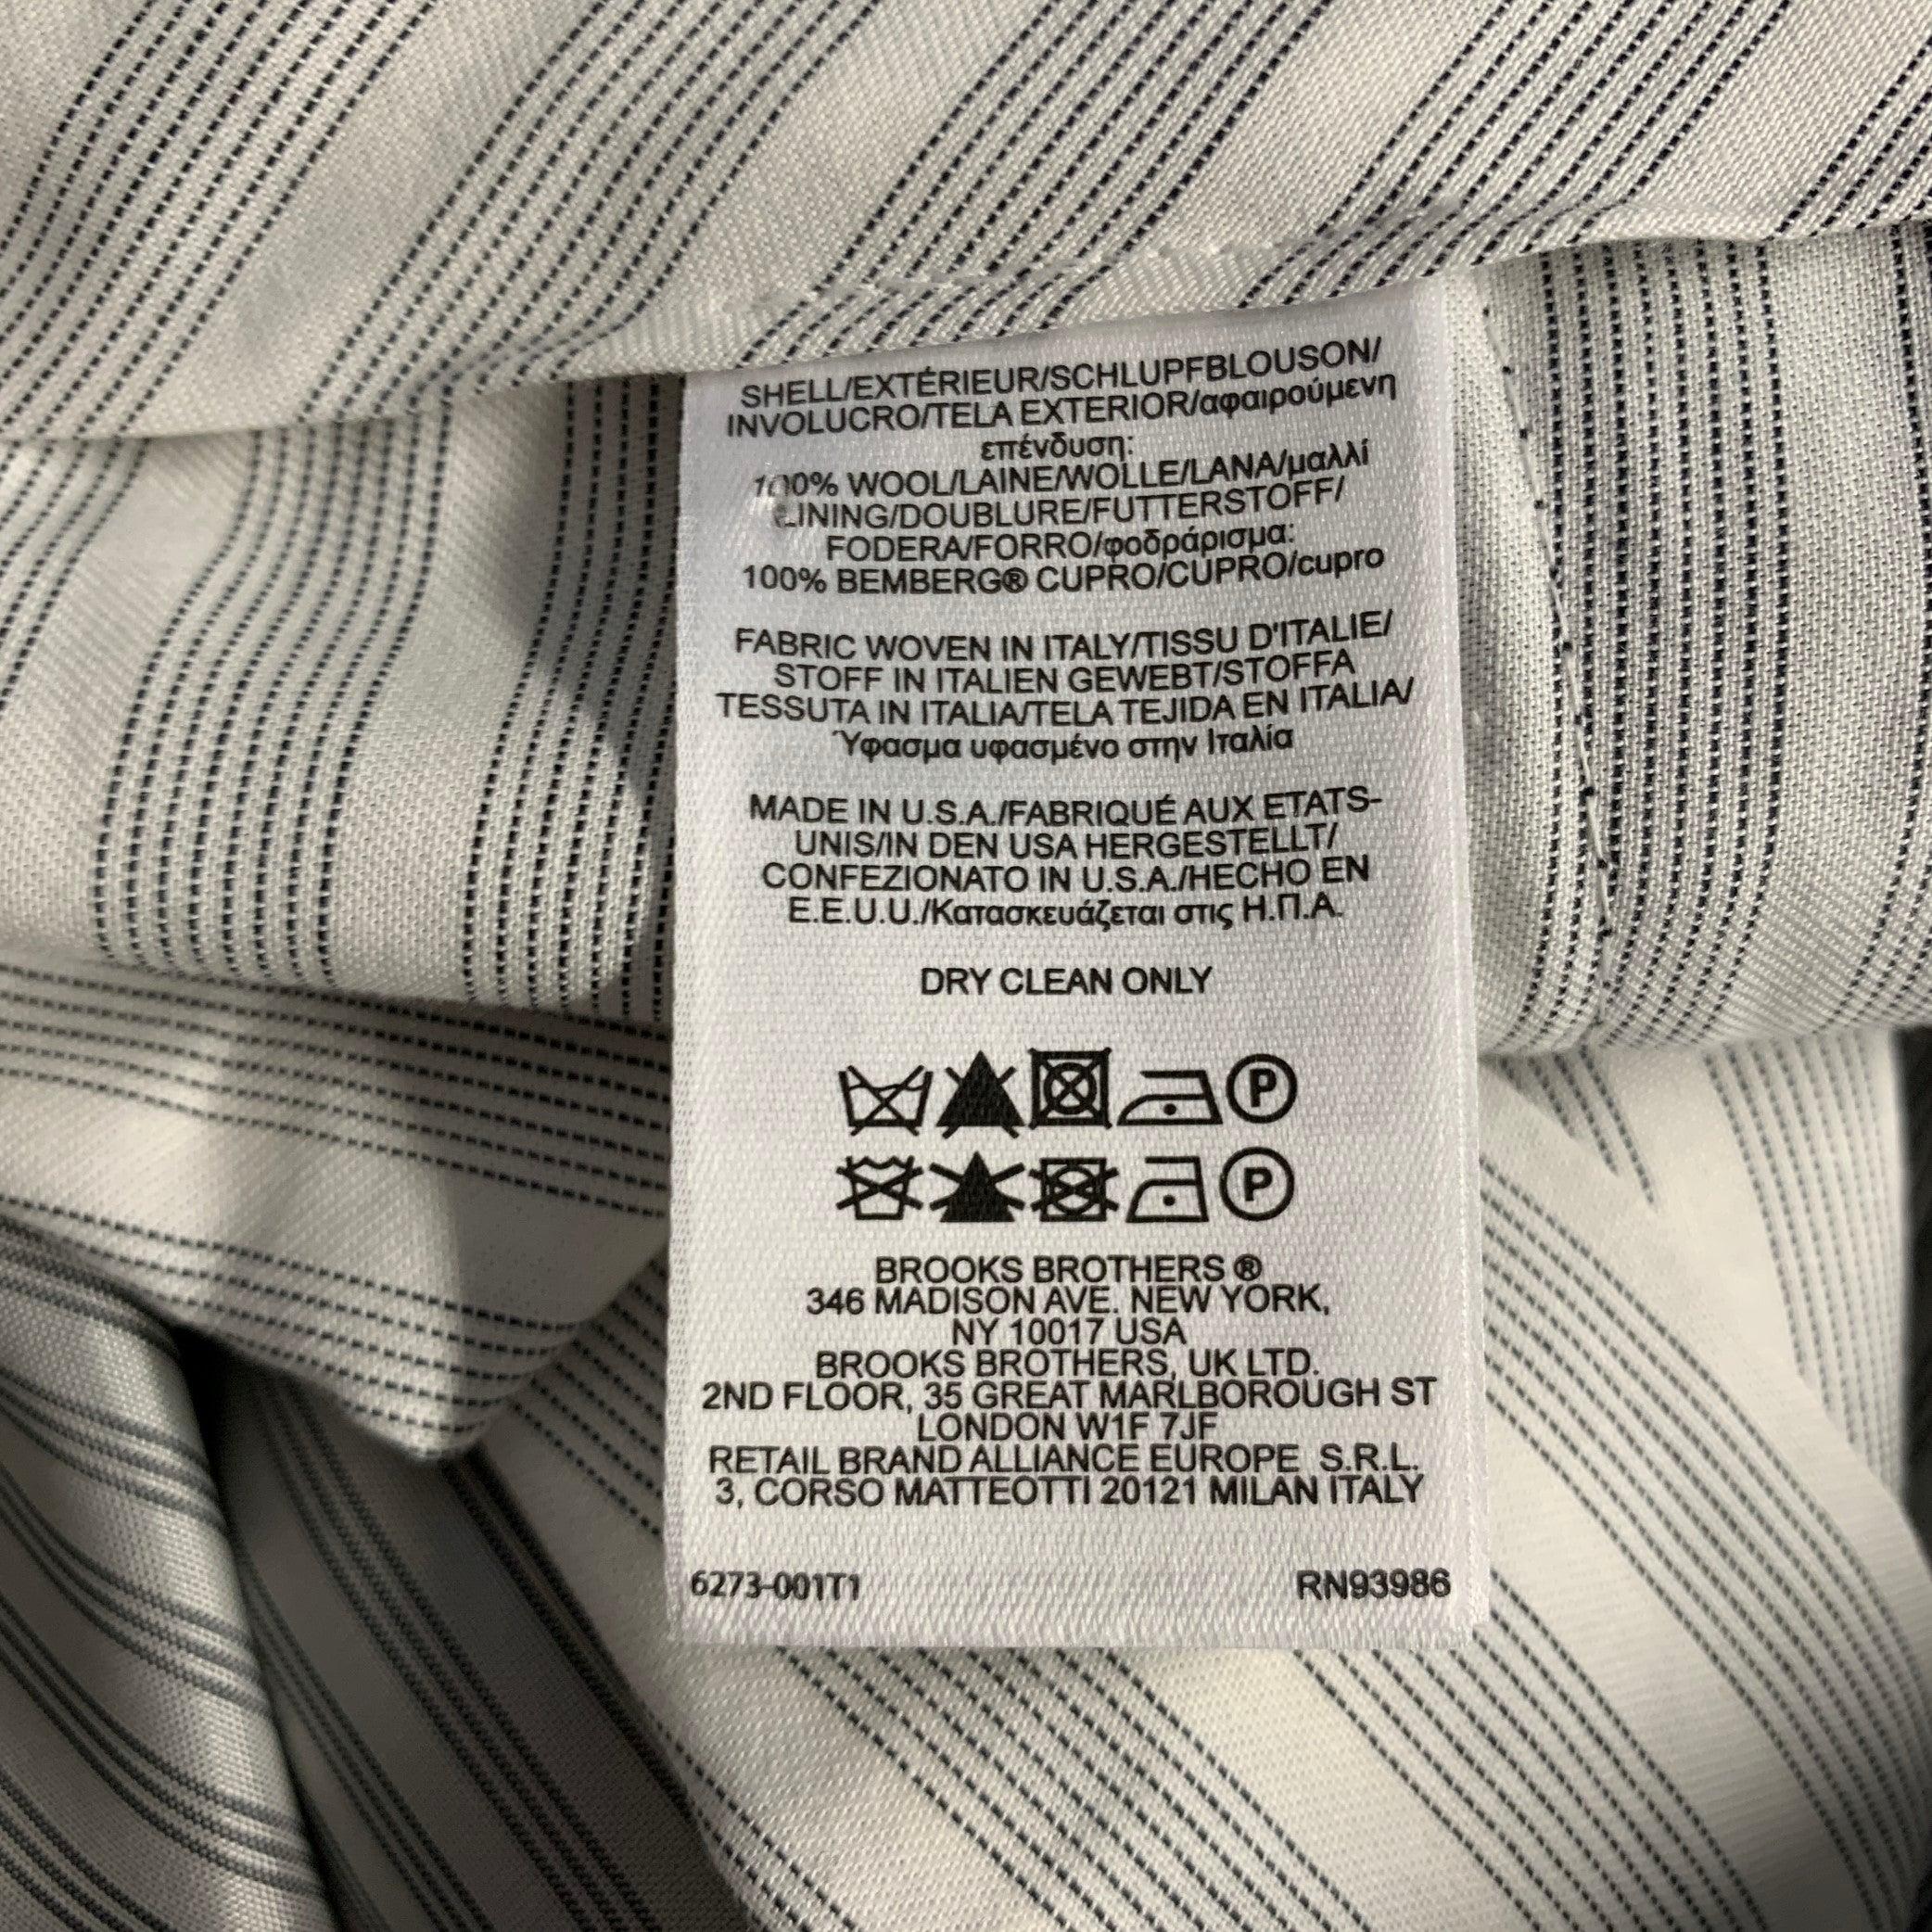 SHELL/EXTÉRIEUR/SCHLUPFBLOUSON/
INVOLUCRO/TELA EXTERIOR/αφαιρούμενη
επένδυση:
100% WOOL/LAINE/WOLLE/LANA/μαλλί
LINING/DOUBLURE/FUTTERSTOFF/
FODERA/FORRO/φοδράρισμα:
100% BEMBERG® CUPRO/CUPRO/cupro
FABRIC WOVEN IN ITALY/TISSU D'ITALIE/
STOFF IN ITALIEN GEWEBT/STOFFA
TESSUTA IN ITALIA/TELA TEJIDA EN ITALIA/
Ύφασμα υφασμένο στην Ιταλία
MADE IN U.S.A./FABRIQUÉ AUX ETATS-
UNIS/IN DEN USA HERGESTELLT/
CONFEZIONATO IN U.S.A./HECHO EN
E.E.U.U./Κατασκευάζεται στις Η.Π.Α.
DRY CLEAN ONLY
P
P
BROOKS BROTHERS ®
346 MADISON AVE. NEW YORK,
NY 10017 USA
BROOKS BROTHERS, UK LTD.
2ND FLOOR, 35 GREAT MARLBOROUGH ST
LONDON W1F 7JF
RETAIL BRAND ALLIANCE EUROPE S.R.L.
3, CORSO MATTEOTTI 20121 MILAN ITALY
6273-001T1 RN93986